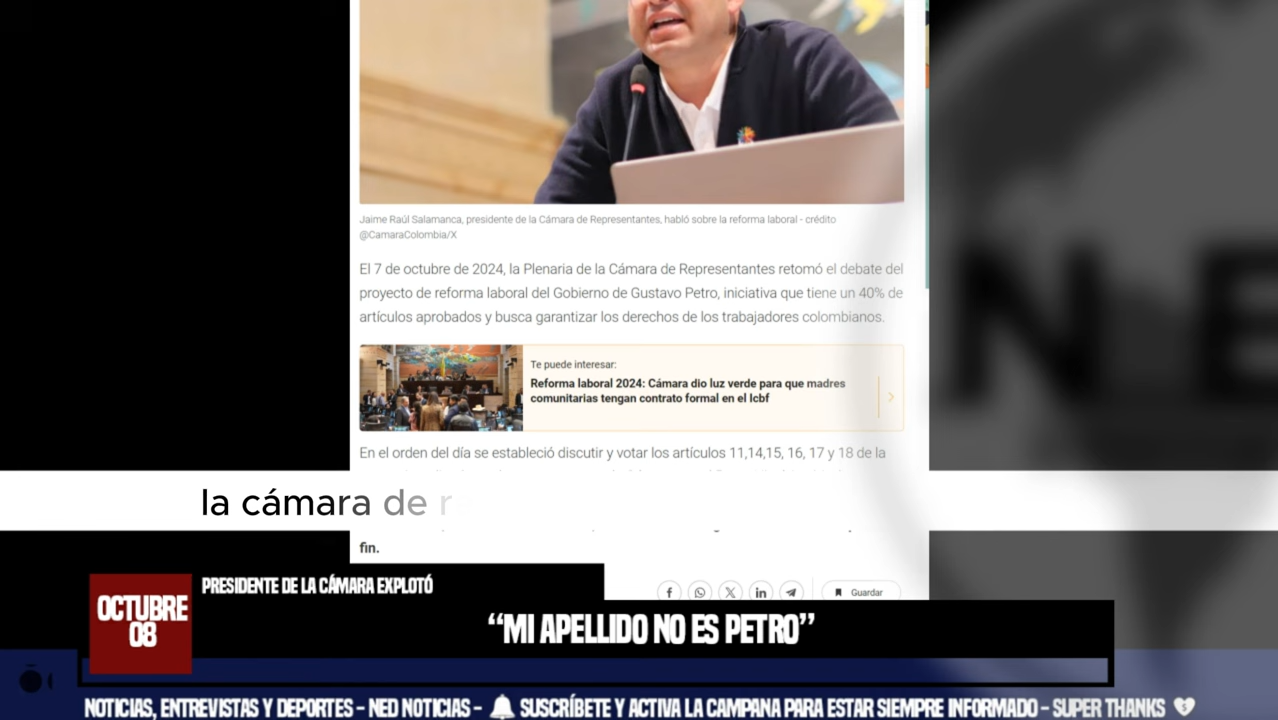 Jaime Raúl Salamanca, presidente de la Cámara de Representantes, habló sobre la reforma laboral - crédito
@CamaraColombia/X
El 7 de octubre de 2024, la Plenaria de la Cámara de Representantes retomó el debate del
proyecto de reforma laboral del Gobierno de Gustavo Petro, iniciativa que tiene un 40% de
artículos aprobados y busca garantizar los derechos de los trabajadores colombianos.
Te puede interesar:
Reforma laboral 2024: Cámara dio luz verde para que madres
comunitarias tengan contrato formal en el Icbf
En el orden del día se estableció discutir y votar los artículos 11,14,15, 16, 17 y 18 de la
la cámara de r
fin.
Guardar
PRESIDENTE DE LA CÁMARA EXPLOTÓ
OCTUBRE
08
“MI APELLIDO NO ES PETRO”
NOTICIAS, ENTREVISTAS Y DEPORTES - NED NOTICIAS - SUSCRÍBETE Y ACTIVA LA CAMPANA PARA ESTAR SIEMPRE INFORMADO - SUPER THANKS
NE